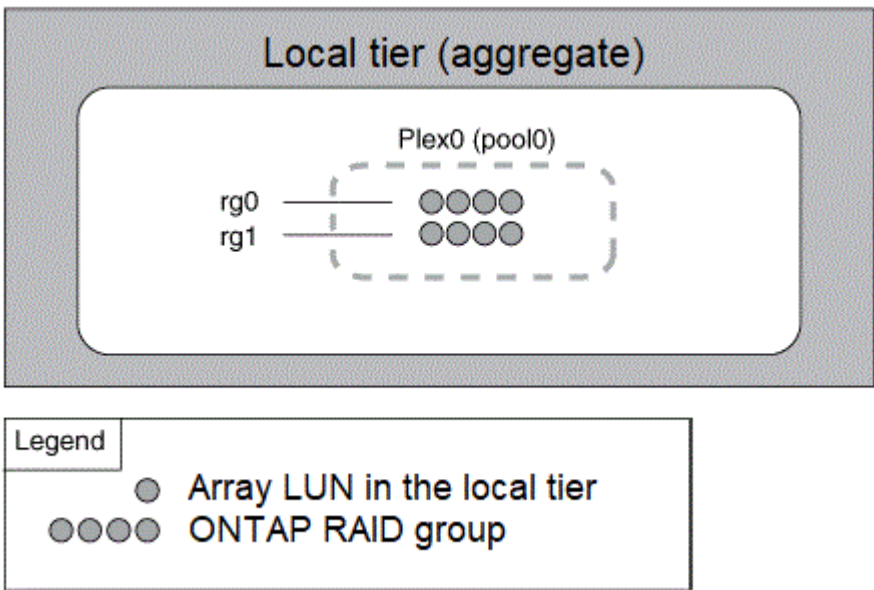 Local tier (aggregate)
Plex0 (pool0)
rg0
rg1
Legend
Array LUN in the local tier
ONTAP RAID group